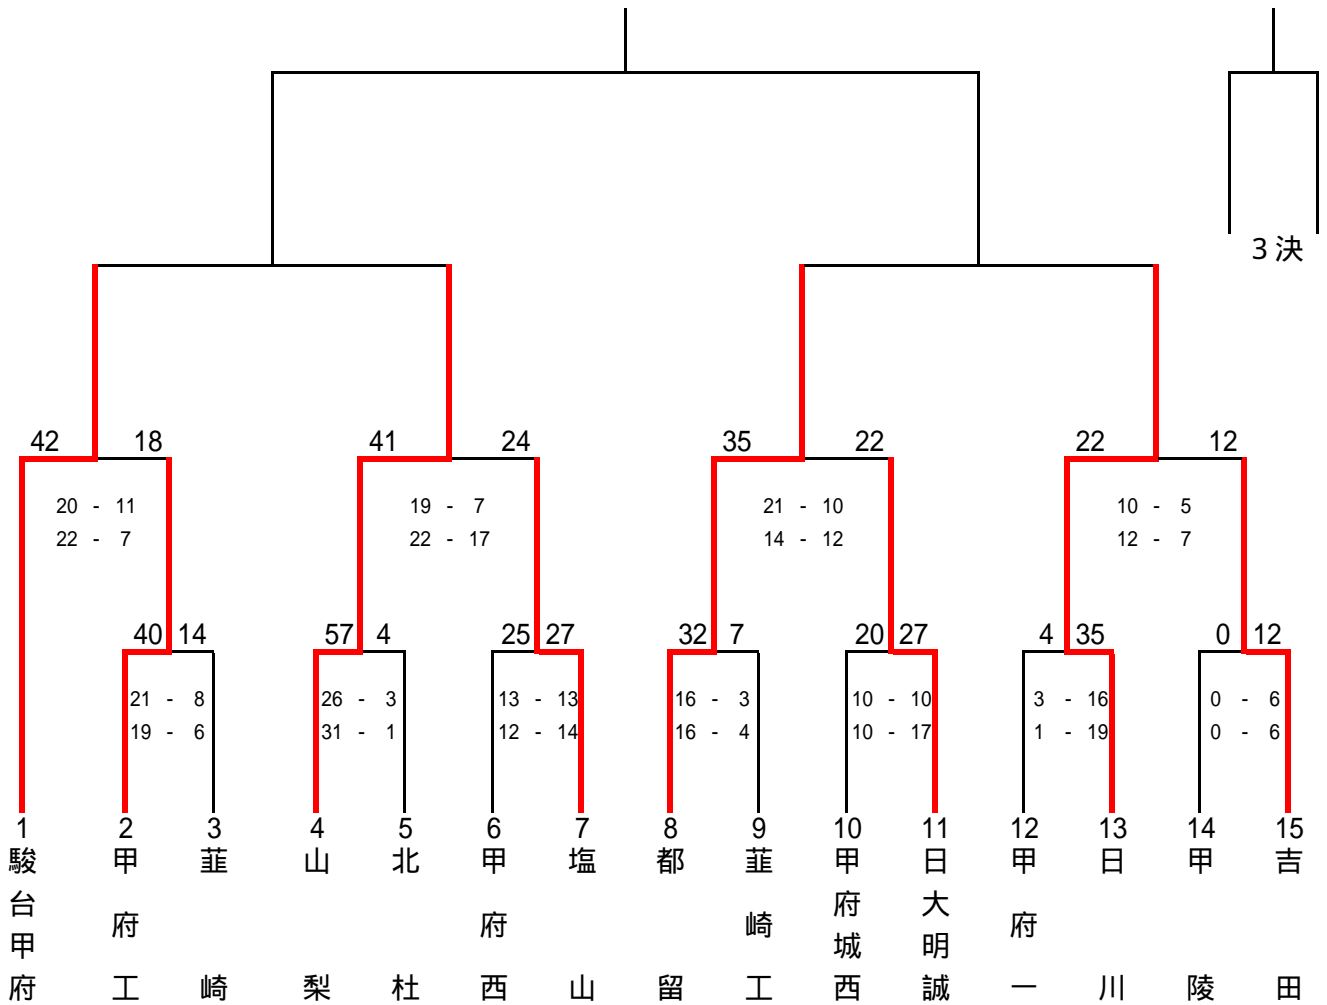 3決
42 18 41 24 35 22 22 12
20 - 11 19 - 7 21 - 10 10 - 5
22 - 7 22 - 17 14 - 12 12 - 7
40 14 57 4 25 27 32 7 20 27 4 35 0 12
21 - 8 26 - 3 13 - 13 16 - 3 10 - 10 3 - 16 0 - 6
19 - 6 31 - 1 12 - 14 16 - 4 10 - 17 1 - 19 0 - 6
1 2 3 4 5 6 7 8 9 10 11 12 13 14 15
駿台甲府
甲府工
韮崎
山梨
北杜
甲府西
塩山
都留
韮崎工
甲府城西
日大明誠
甲府一
日川
甲陵
吉田